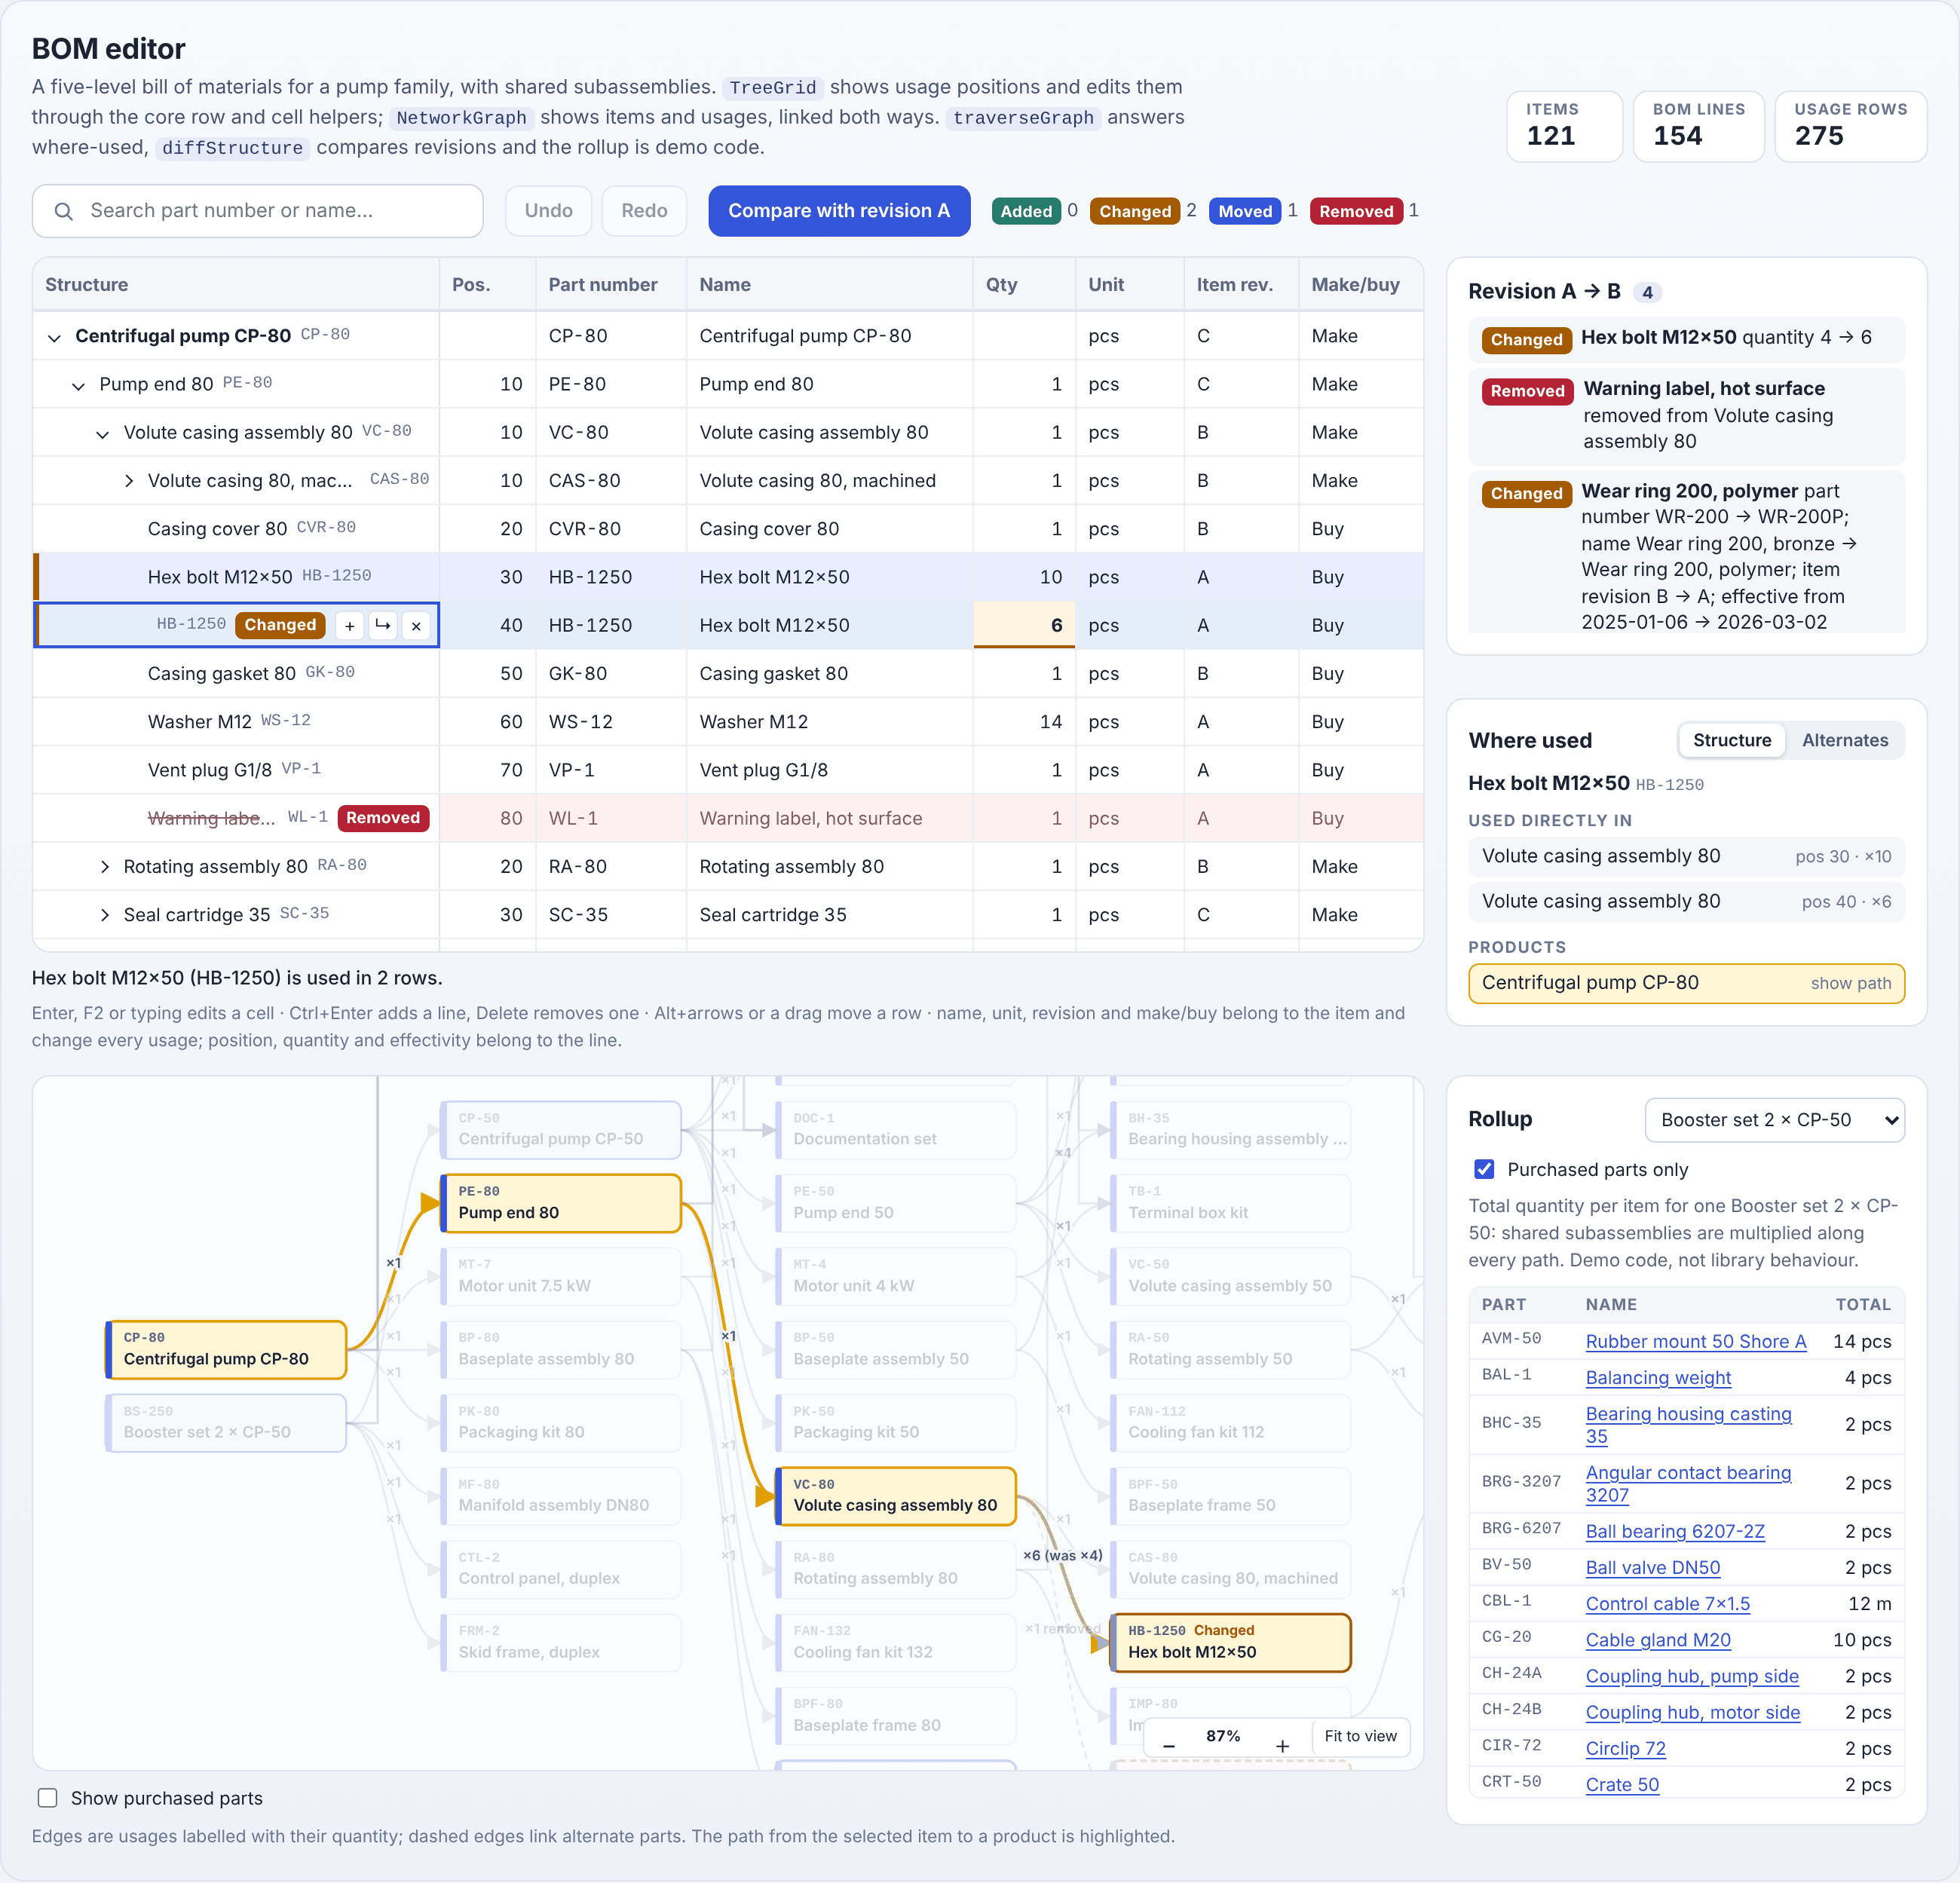 BOM editor
A five-level bill of materials for a pump family, with shared subassemblies. TreeGrid shows usage positions and edits them
through the core row and cell helpers; NetworkGraph shows items and usages, linked both ways. traverseGraph answers
where-used, diffStructure compares revisions and the rollup is demo code.
ITEMS 121
BOM LINES 154
USAGE ROWS 275
Search part number or name...
Undo
Redo
Compare with revision A
Added 0 Changed 2 Moved 1 Removed 1
Structure Pos. Part number Name Qty Unit Item rev. Make/buy
Centrifugal pump CP-80 CP-80 CP-80 Centrifugal pump CP-80 pcs C Make
Pump end 80 PE-80 10 PE-80 Pump end 80 1 pcs C Make
Volute casing assembly 80 VC-80 10 VC-80 Volute casing assembly 80 1 pcs B Make
Volute casing 80, mac... CAS-80 10 CAS-80 Volute casing 80, machined 1 pcs B Make
Casing cover 80 CVR-80 20 CVR-80 Casing cover 80 1 pcs B Buy
Hex bolt M12×50 HB-1250 30 HB-1250 Hex bolt M12×50 10 pcs A Buy
HB-1250 Changed + × 40 HB-1250 Hex bolt M12×50 6 pcs A Buy
Casing gasket 80 GK-80 50 GK-80 Casing gasket 80 1 pcs B Buy
Washer M12 WS-12 60 WS-12 Washer M12 14 pcs A Buy
Vent plug G1/8 VP-1 70 VP-1 Vent plug G1/8 1 pcs A Buy
Warning labe... WL-1 Removed 80 WL-1 Warning label, hot surface 1 pcs A Buy
Rotating assembly 80 RA-80 20 RA-80 Rotating assembly 80 1 pcs B Make
Seal cartridge 35 SC-35 30 SC-35 Seal cartridge 35 1 pcs C Make
Hex bolt M12×50 (HB-1250) is used in 2 rows.
Enter, F2 or typing edits a cell · Ctrl+Enter adds a line, Delete removes one · Alt+arrows or a drag move a row · name, unit, revision and make/buy belong to the item and
change every usage; position, quantity and effectivity belong to the line.
Revision A → B 4
Changed Hex bolt M12×50 quantity 4 → 6
Removed Warning label, hot surface
removed from Volute casing
assembly 80
Changed Wear ring 200, polymer part
number WR-200 → WR-200P;
name Wear ring 200, bronze →
Wear ring 200, polymer; item
revision B → A; effective from
2025-01-06 → 2026-03-02
Where used
Structure
Alternates
Hex bolt M12×50 HB-1250
USED DIRECTLY IN
Volute casing assembly 80 pos 30 · ×10
Volute casing assembly 80 pos 40 · ×6
PRODUCTS
Centrifugal pump CP-80 show path
CP-80
Centrifugal pump CP-80
BS-250
Booster set 2 × CP-50
×1
×1
×1
×1
×1
×1
×1
CP-50
Centrifugal pump CP-50
PE-80
Pump end 80
MT-7
Motor unit 7.5 kW
BP-80
Baseplate assembly 80
PK-80
Packaging kit 80
MF-80
Manifold assembly DN80
CTL-2
Control panel, duplex
FRM-2
Skid frame, duplex
×1
×1
×1
×1
×1
×1
×1
×1
×1
×1
×1
×1
×1
DOC-1
Documentation set
PE-50
Pump end 50
MT-4
Motor unit 4 kW
BP-50
Baseplate assembly 50
PK-50
Packaging kit 50
VC-80
Volute casing assembly 80
RA-80
Rotating assembly 80
FAN-132
Cooling fan kit 132
BPF-80
Baseplate frame 80
×1
×4
×1
×1
×1
×1
×1
×6 (was ×4)
×1 removed
BH-35
Bearing housing assembly ...
TB-1
Terminal box kit
VC-50
Volute casing assembly 50
RA-50
Rotating assembly 50
FAN-112
Cooling fan kit 112
BPF-50
Baseplate frame 50
CAS-80
Volute casing 80, machined
HB-1250 Changed
Hex bolt M12×50
IMP-80
×1
×1
×1
− 87% + Fit to view
Show purchased parts
Edges are usages labelled with their quantity; dashed edges link alternate parts. The path from the selected item to a product is highlighted.
Rollup
Booster set 2 × CP-50
Purchased parts only
Total quantity per item for one Booster set 2 × CP-
50: shared subassemblies are multiplied along
every path. Demo code, not library behaviour.
PART NAME TOTAL
AVM-50 Rubber mount 50 Shore A 14 pcs
BAL-1 Balancing weight 4 pcs
BHC-35 Bearing housing casting 35 2 pcs
BRG-3207 Angular contact bearing 3207 2 pcs
BRG-6207 Ball bearing 6207-2Z 2 pcs
BV-50 Ball valve DN50 2 pcs
CBL-1 Control cable 7×1.5 12 m
CG-20 Cable gland M20 10 pcs
CH-24A Coupling hub, pump side 2 pcs
CH-24B Coupling hub, motor side 2 pcs
CIR-72 Circlip 72 2 pcs
CRT-50 Crate 50 2 pcs